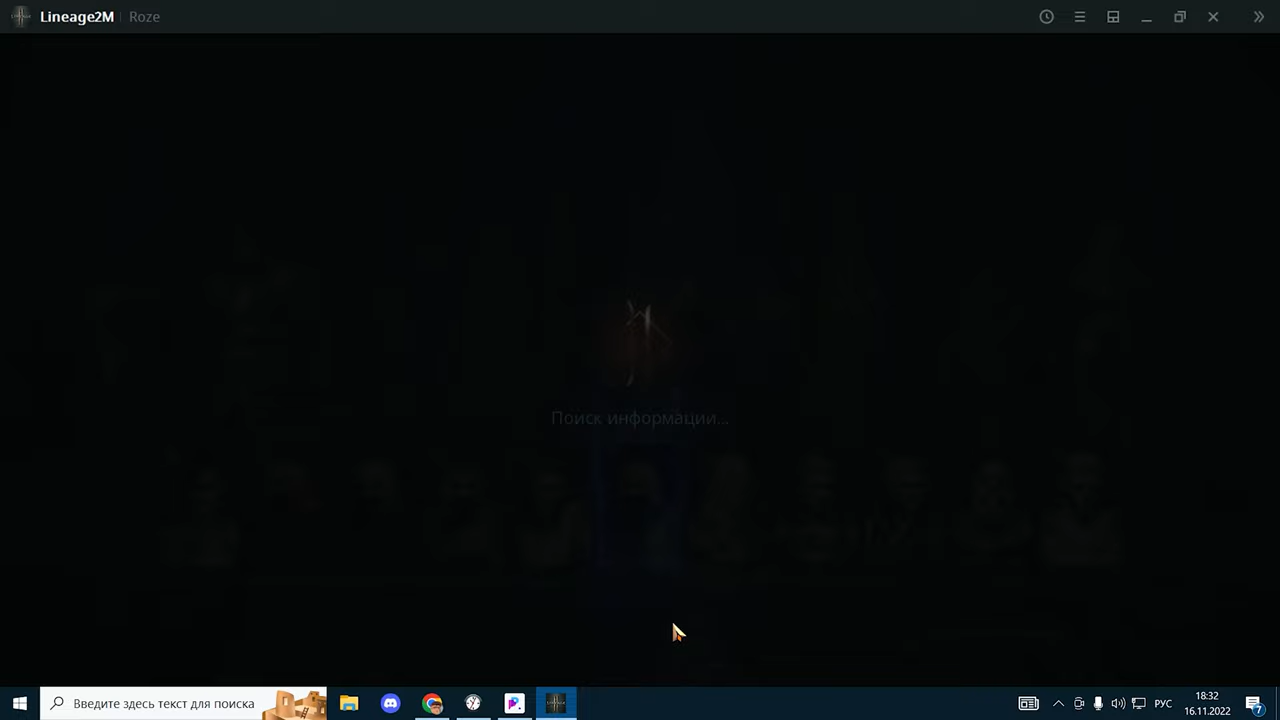 Lineage2M
Roze
Поиск информации...
Введите здесь текст для поиска
РУС
18:32
16.11.2022
7